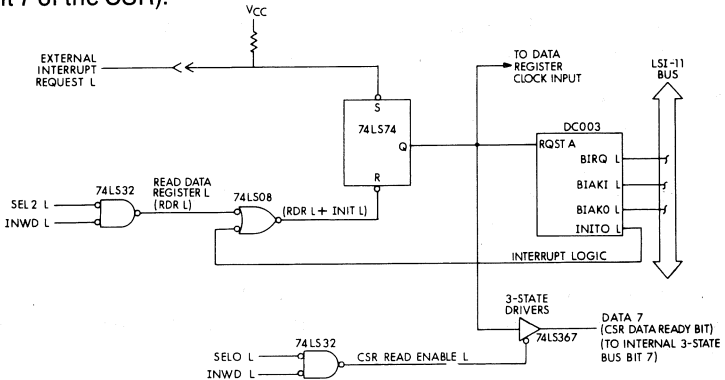 t 7 of the CSR).
VCC
EXTERNAL
INTERRUPT
REQUEST L
TO DATA
REGISTER
CLOCK INPUT
LSI-11
BUS
S
74LS74
Q
R
DC003
RQST A
BIRQ L
BIAKI L
BIAKO L
INITO L
74LS32
READ DATA
REGISTER L
(RDR L)
74LS08
SEL2 L
INWD L
(RDR L + INIT L)
INTERRUPT LOGIC
3-STATE
DRIVERS
74LS367
DATA 7
(CSR DATA READY BIT)
(TO INTERNAL 3-STATE
BUS BIT 7)
74LS32
SELO L
INWD L
CSR READ ENABLE L